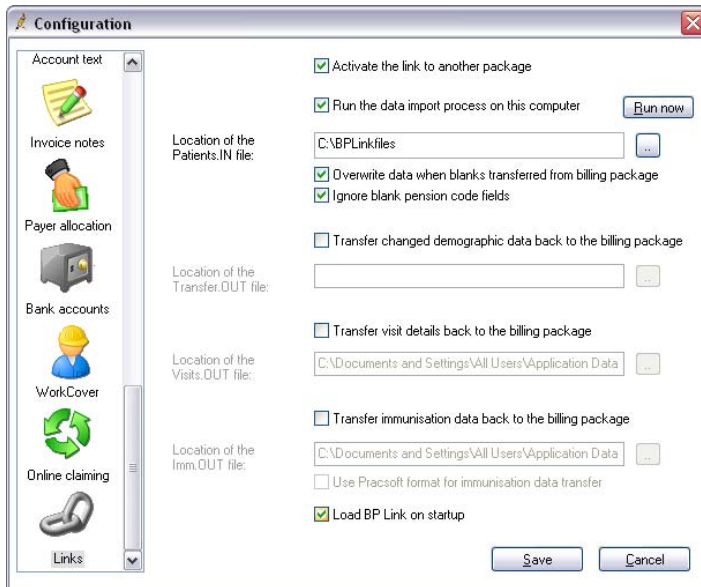 Configuration
Account text
Invoice notes
Payer allocation
Bank accounts
WorkCover
Online claiming
Links
Activate the link to another package
Run the data import process on this computer
Run now
Location of the
Patients.IN file:
C:\BPLinkfiles
..
Overwrite data when blanks transferred from billing package
Ignore blank pension code fields
Transfer changed demographic data back to the billing package
Location of the
Transfer.OUT file:
..
Transfer visit details back to the billing package
Location of the
Visits.OUT file:
C:\Documents and Settings\All Users\Application Data
..
Transfer immunisation data back to the billing package
Location of the
Imm.OUT file:
C:\Documents and Settings\All Users\Application Data
..
Use Pracsoft format for immunisation data transfer
Load BP Link on startup
Save
Cancel